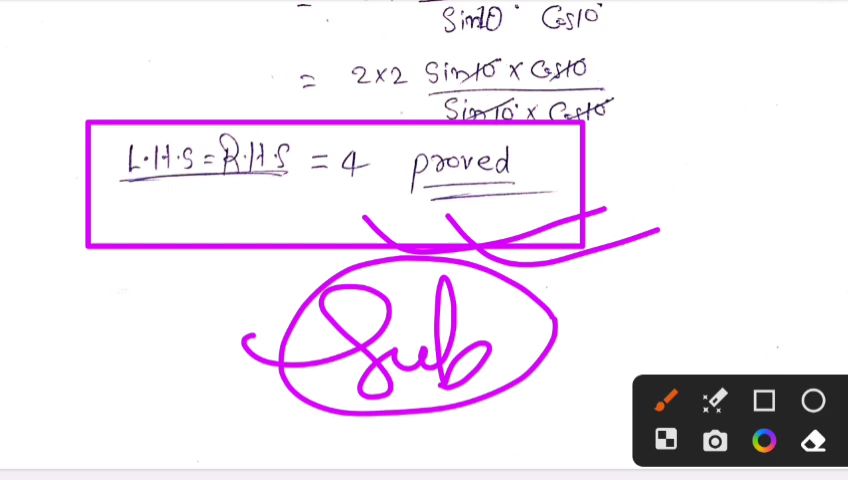 =
Sin10° Cos10°
= 2×2 Sin10 × Cos10
Sin10° × Cos10°
L.H.S = R.H.S = 4 proved
Sub